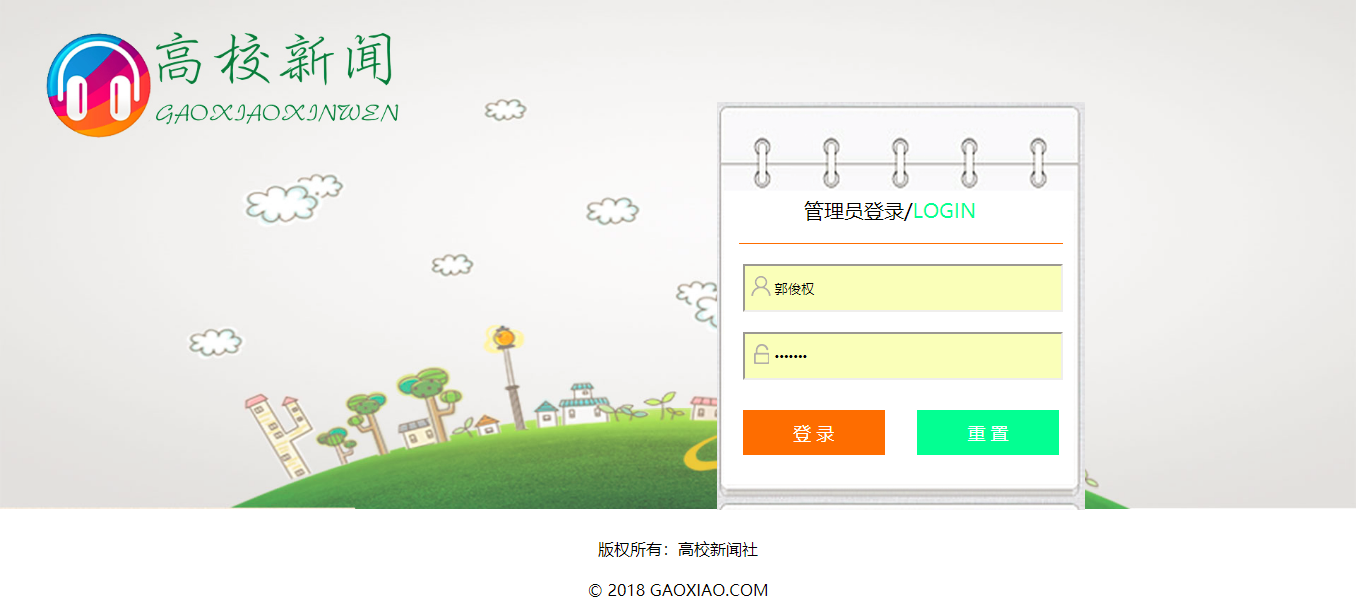 高校新闻
GAOXIAOXINWEN
管理员登录/LOGIN
郭俊权
•••••••
登 录
重 置
版权所有：高校新闻社
© 2018 GAOXIAO.COM